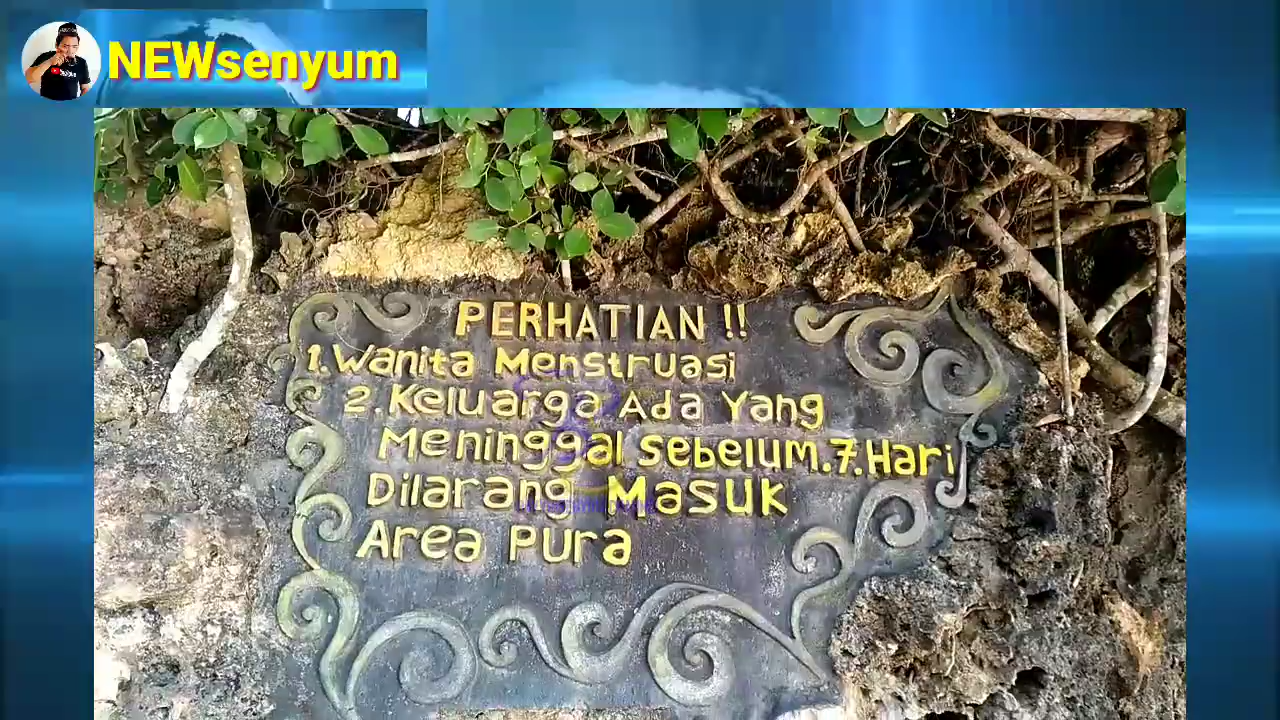 NEWsenyum
PERHATIAN !!
1.Wanita Menstruasi
2.Keluarga Ada Yang
Meninggal Sebelum.7.Hari
Dilarang Masuk
Area Pura